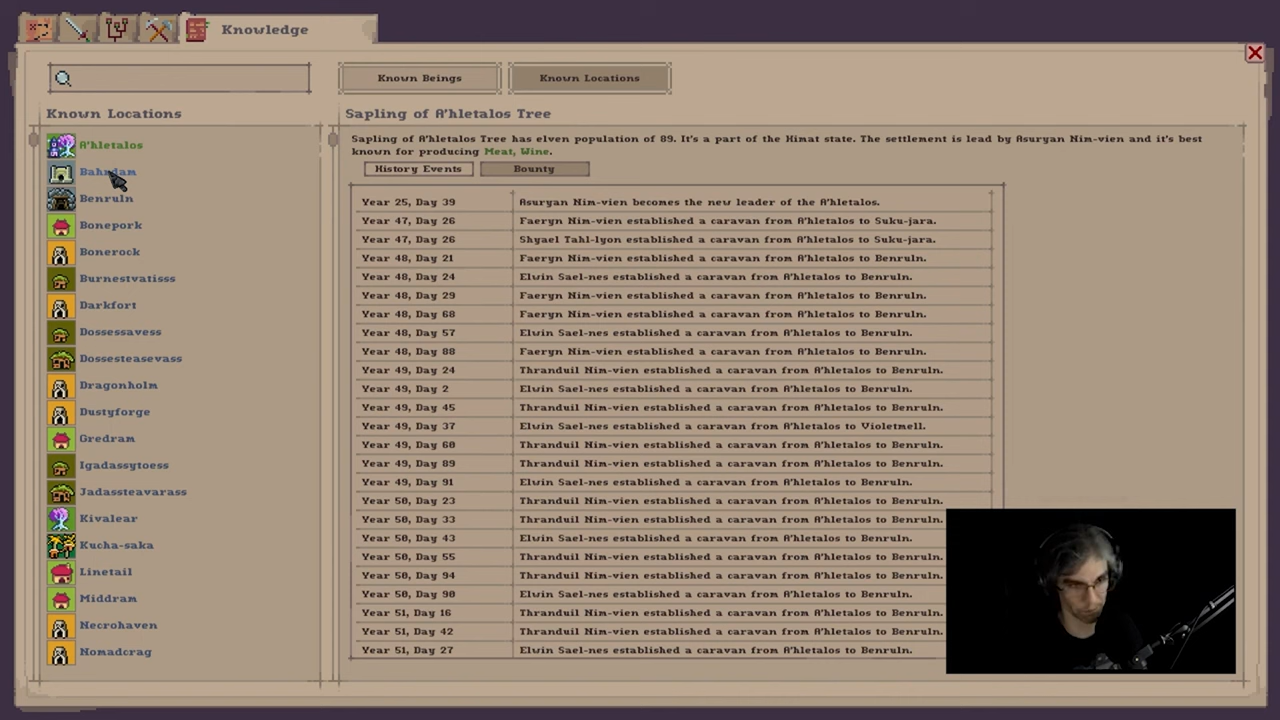 Knowledge
Known Beings
Known Locations
Known Locations
A'hletalos
Bahrdam
Benruln
Bonepork
Bonerock
Burnestvatisss
Darkfort
Dossessavess
Dossesteasevass
Dragonholm
Dustyforge
Gredram
Igadassytoess
Jadassteavarass
Kivalear
Kucha-saka
Linetail
Middram
Necrohaven
Nomadcrag
Sapling of A'hletalos Tree
Sapling of A'hletalos Tree has elven population of 89. It's a part of the Himat state. The settlement is lead by Asuryan Nim-vien and it's best
known for producing Meat, Wine.
History Events
Bounty
Year 25, Day 39 Asuryan Nim-vien becomes the new leader of the A'hletalos.
Year 47, Day 26 Faeryn Nim-vien established a caravan from A'hletalos to Suku-jara.
Year 47, Day 26 Shyael Tahl-lyon established a caravan from A'hletalos to Suku-jara.
Year 48, Day 21 Faeryn Nim-vien established a caravan from A'hletalos to Benruln.
Year 48, Day 24 Elwin Sael-nes established a caravan from A'hletalos to Benruln.
Year 48, Day 29 Faeryn Nim-vien established a caravan from A'hletalos to Benruln.
Year 48, Day 68 Faeryn Nim-vien established a caravan from A'hletalos to Benruln.
Year 48, Day 57 Elwin Sael-nes established a caravan from A'hletalos to Benruln.
Year 48, Day 88 Faeryn Nim-vien established a caravan from A'hletalos to Benruln.
Year 49, Day 24 Thranduil Nim-vien established a caravan from A'hletalos to Benruln.
Year 49, Day 2 Elwin Sael-nes established a caravan from A'hletalos to Benruln.
Year 49, Day 45 Thranduil Nim-vien established a caravan from A'hletalos to Benruln.
Year 49, Day 37 Elwin Sael-nes established a caravan from A'hletalos to Violetmell.
Year 49, Day 60 Thranduil Nim-vien established a caravan from A'hletalos to Benruln.
Year 49, Day 89 Thranduil Nim-vien established a caravan from A'hletalos to Benruln.
Year 49, Day 91 Elwin Sael-nes established a caravan from A'hletalos to Benruln.
Year 50, Day 23 Thranduil Nim-vien established a caravan from A'hletalos to Benruln.
Year 50, Day 33 Thranduil Nim-vien established a caravan from A'hletalos to Benruln.
Year 50, Day 43 Elwin Sael-nes established a caravan from A'hletalos to Benruln.
Year 50, Day 55 Thranduil Nim-vien established a caravan from A'hletalos to Benruln.
Year 50, Day 94 Thranduil Nim-vien established a caravan from A'hletalos to Benruln.
Year 50, Day 90 Elwin Sael-nes established a caravan from A'hletalos to Benruln.
Year 51, Day 16 Thranduil Nim-vien established a caravan from A'hletalos to Benruln.
Year 51, Day 42 Thranduil Nim-vien established a caravan from A'hletalos to Benruln.
Year 51, Day 27 Elwin Sael-nes established a caravan from A'hletalos to Benruln.